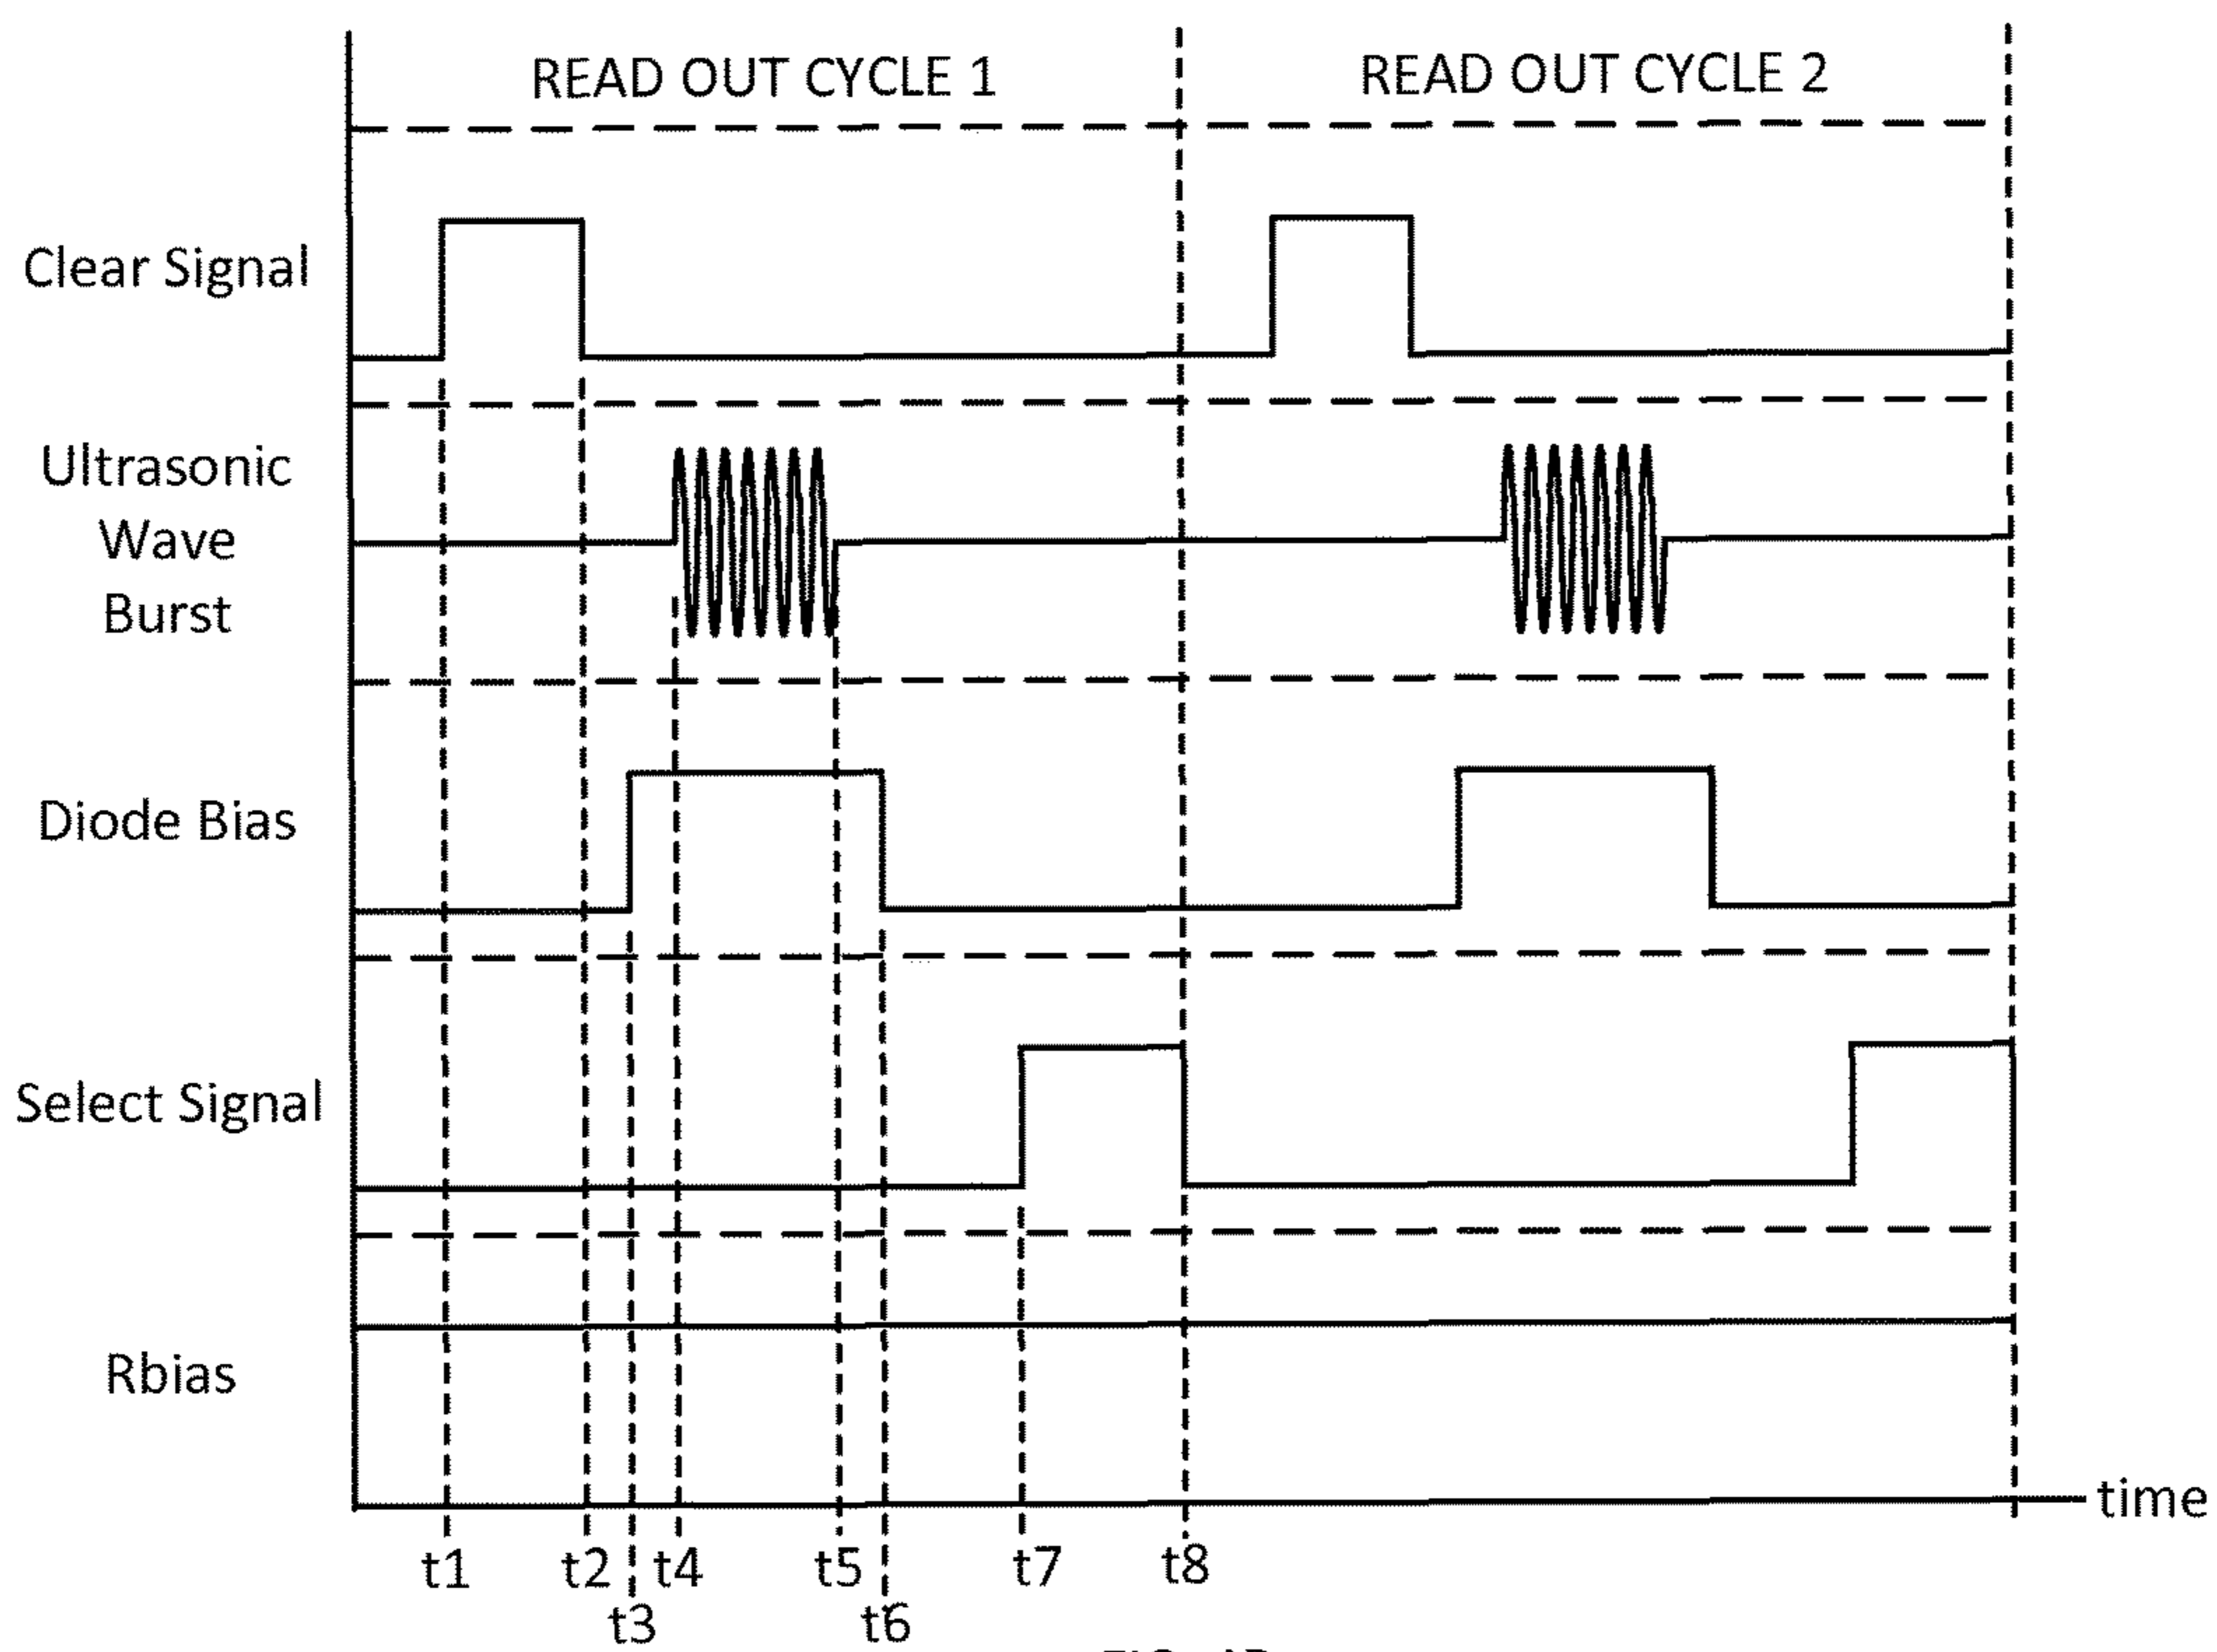 READ OUT CYCLE 1
READ OUT CYCLE 2
Clear Signal
Ultrasonic
Wave
Burst
Diode Bias
Select Signal
Rbias
time
t1
t2
t3
t4
t5
t6
t7
t8